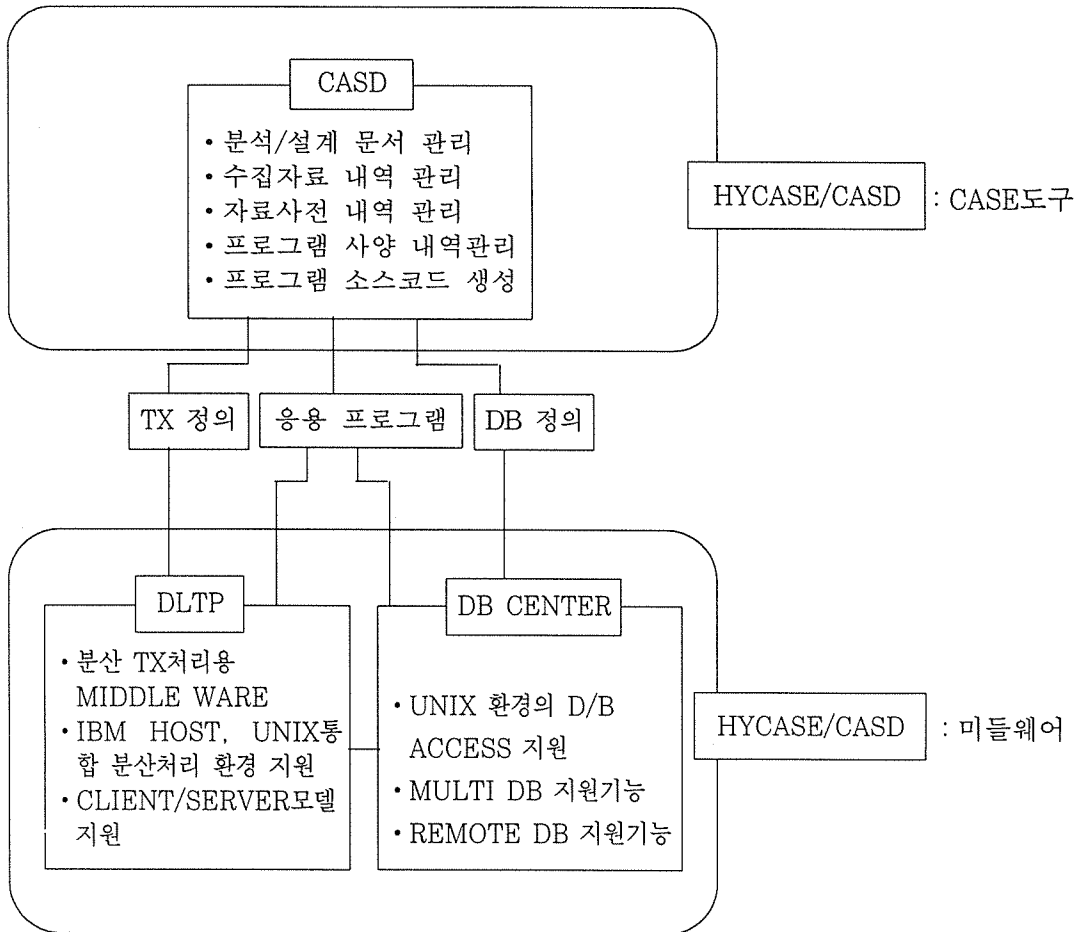 CASD
• 분석/설계 문서 관리
• 수집자료 내역 관리
• 자료사전 내역 관리
• 프로그램 사양 내역관리
• 프로그램 소스코드 생성
HYCASE/CASD : CASE도구
TX 정의
응용 프로그램
DB 정의
DLTP
• 분산 TX처리용
MIDDLE WARE
• IBM HOST, UNIX통
합 분산처리 환경 지원
• CLIENT/SERVER모델
지원
DB CENTER
• UNIX 환경의 D/B
ACCESS 지원
• MULTI DB 지원기능
• REMOTE DB 지원기능
HYCASE/CASD : 미들웨어